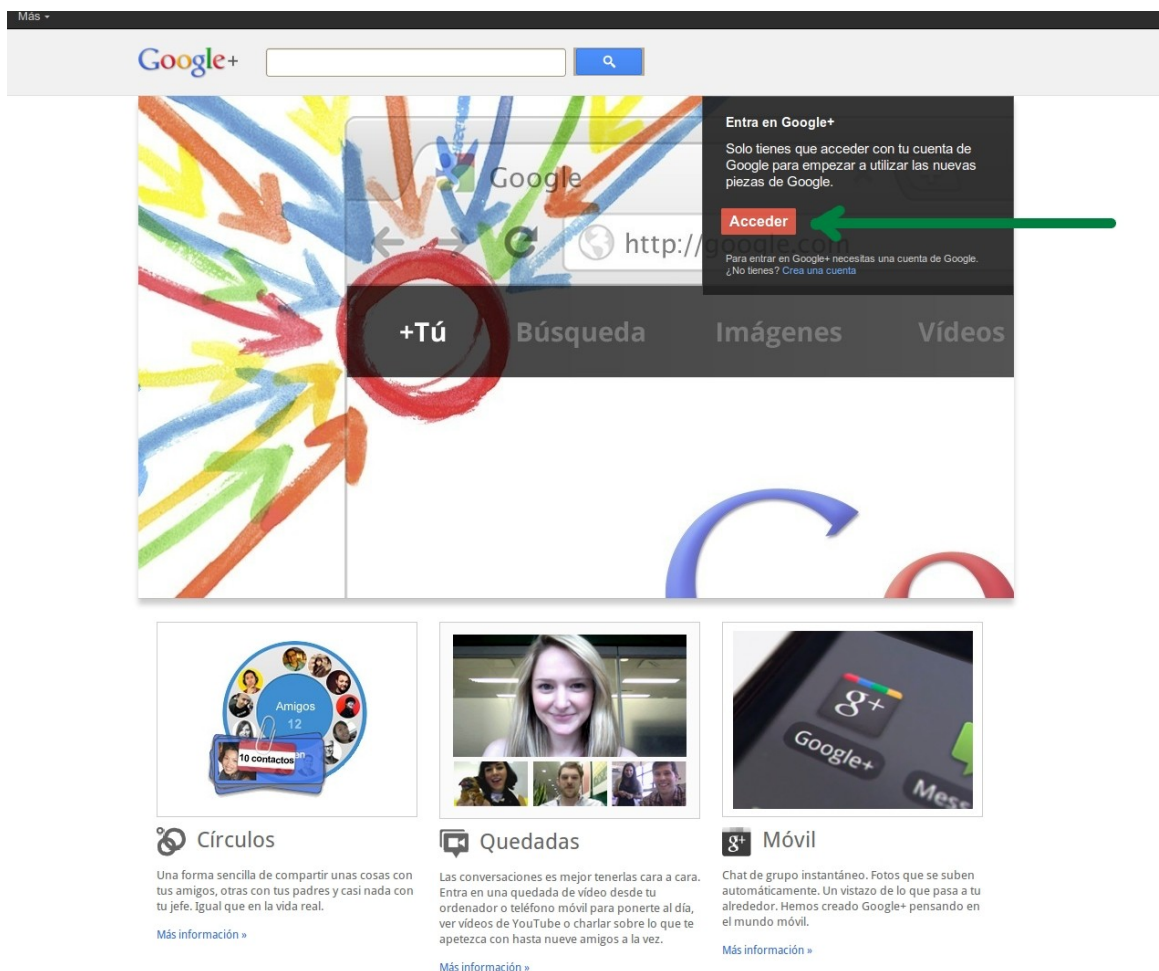 Más
Google+
Entra en Google+
Solo tienes que acceder con tu cuenta de
Google para empezar a utilizar las nuevas
piezas de Google.
Acceder
Para entrar en Google+ necesitas una cuenta de Google.
¿No tienes? Crea una cuenta
Google
http://google.com
+Tú Búsqueda Imágenes Vídeos
Amigos
12
10 contactos
g+
Google+
Mess
Círculos
Una forma sencilla de compartir unas cosas con
tus amigos, otras con tus padres y casi nada con
tu jefe. Igual que en la vida real.
Más información »
Quedadas
Las conversaciones es mejor tenerlas cara a cara.
Entra en una quedada de vídeo desde tu
ordenador o teléfono móvil para ponerte al día,
ver vídeos de YouTube o charlar sobre lo que te
apetezca con hasta nueve amigos a la vez.
Más información »
g+ Móvil
Chat de grupo instantáneo. Fotos que se suben
automáticamente. Un vistazo de lo que pasa a tu
alrededor. Hemos creado Google+ pensando en
el mundo móvil.
Más información »